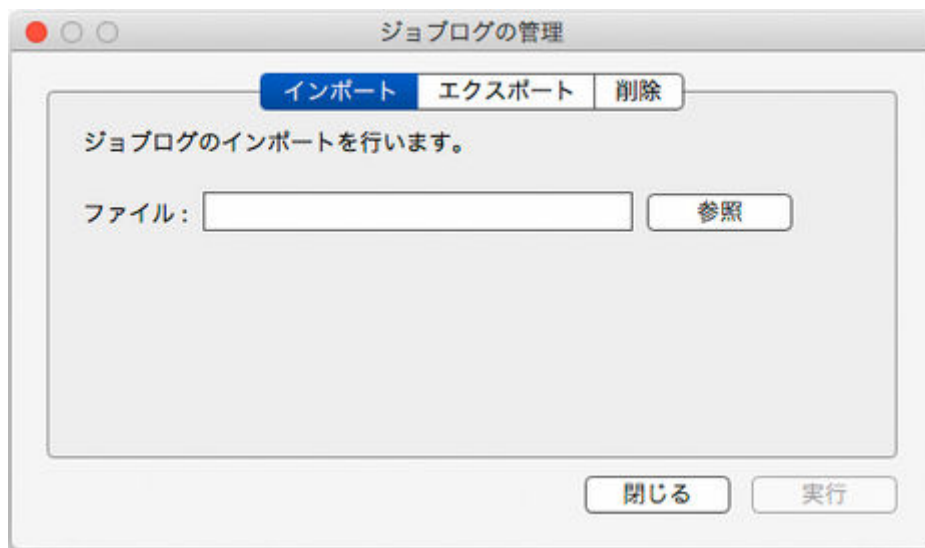 ジョブログの管理
インポート エクスポート 削除
ジョブログのインポートを行います。
ファイル : 参照
閉じる 実行